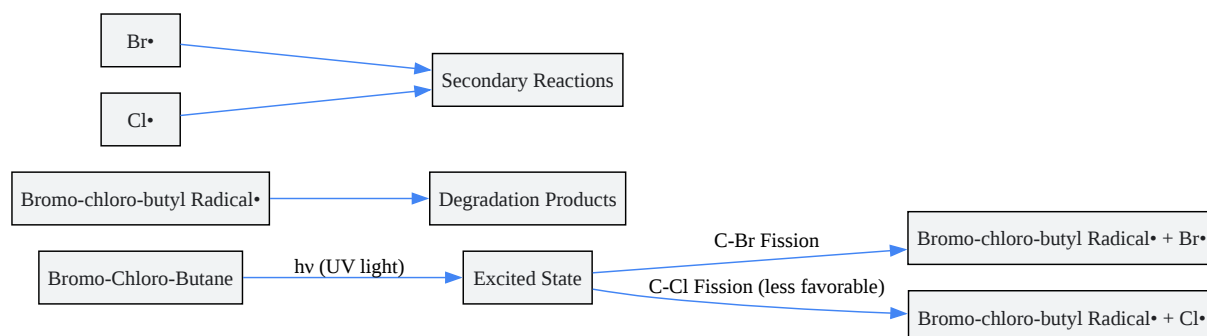 Br•
Secondary Reactions
Cl•
Bromo-chloro-butyl Radical•
Degradation Products
Bromo-Chloro-Butane
hν (UV light)
Excited State
C-Br Fission
Bromo-chloro-butyl Radical• + Br•
C-Cl Fission (less favorable)
Bromo-chloro-butyl Radical• + Cl•